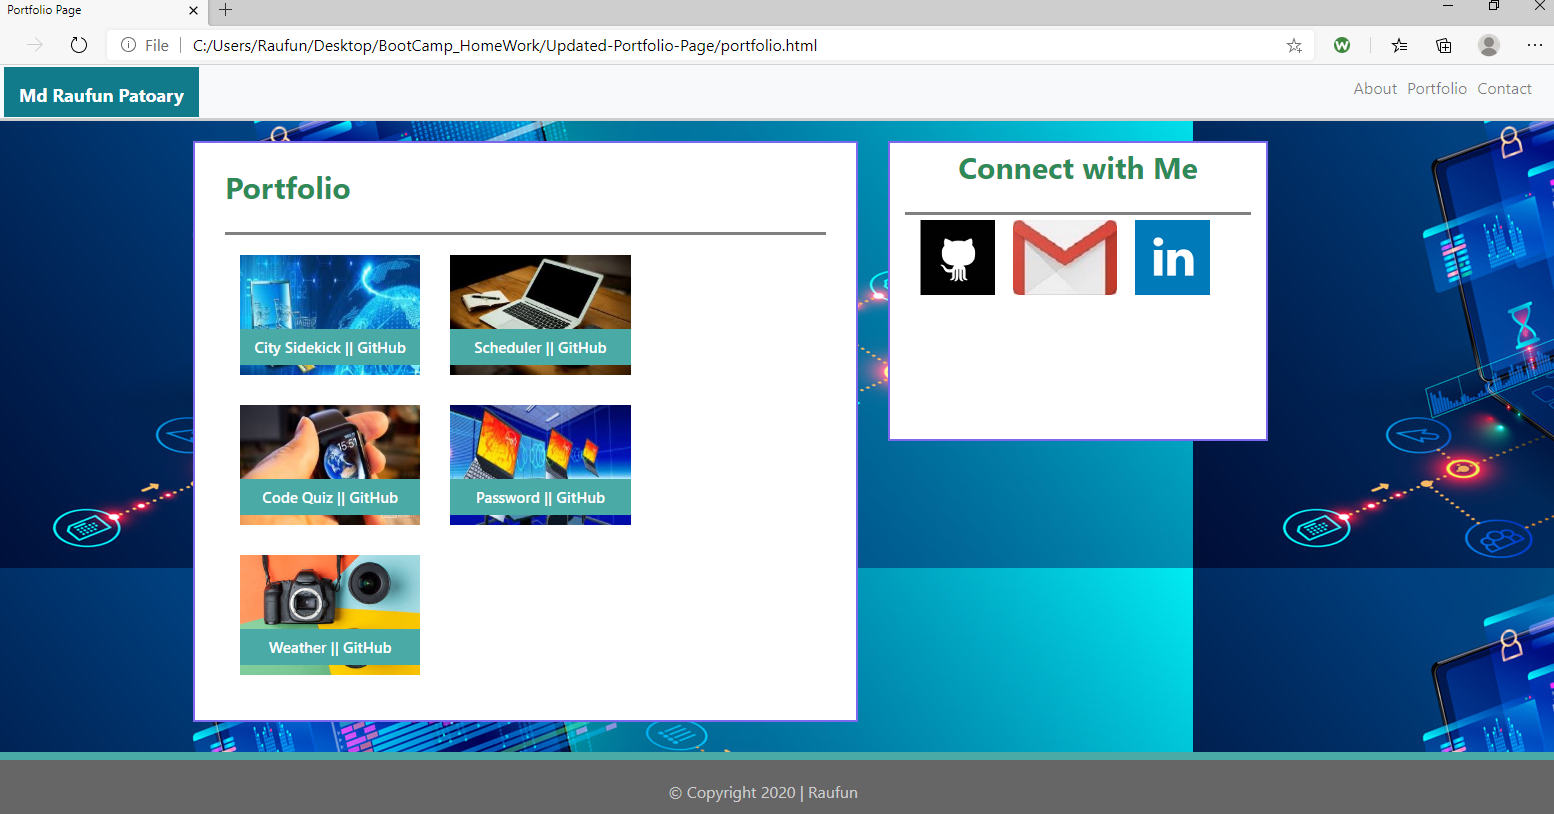 Portfolio Page
File
C:/Users/Raufun/Desktop/BootCamp_HomeWork/Updated-Portfolio-Page/portfolio.html
W
Md Raufun Patoary
About Portfolio Contact
Portfolio
City Sidekick || GitHub
Scheduler || GitHub
15:51
Code Quiz || GitHub
Password || GitHub
Weather || GitHub
Connect with Me
in
© Copyright 2020 | Raufun